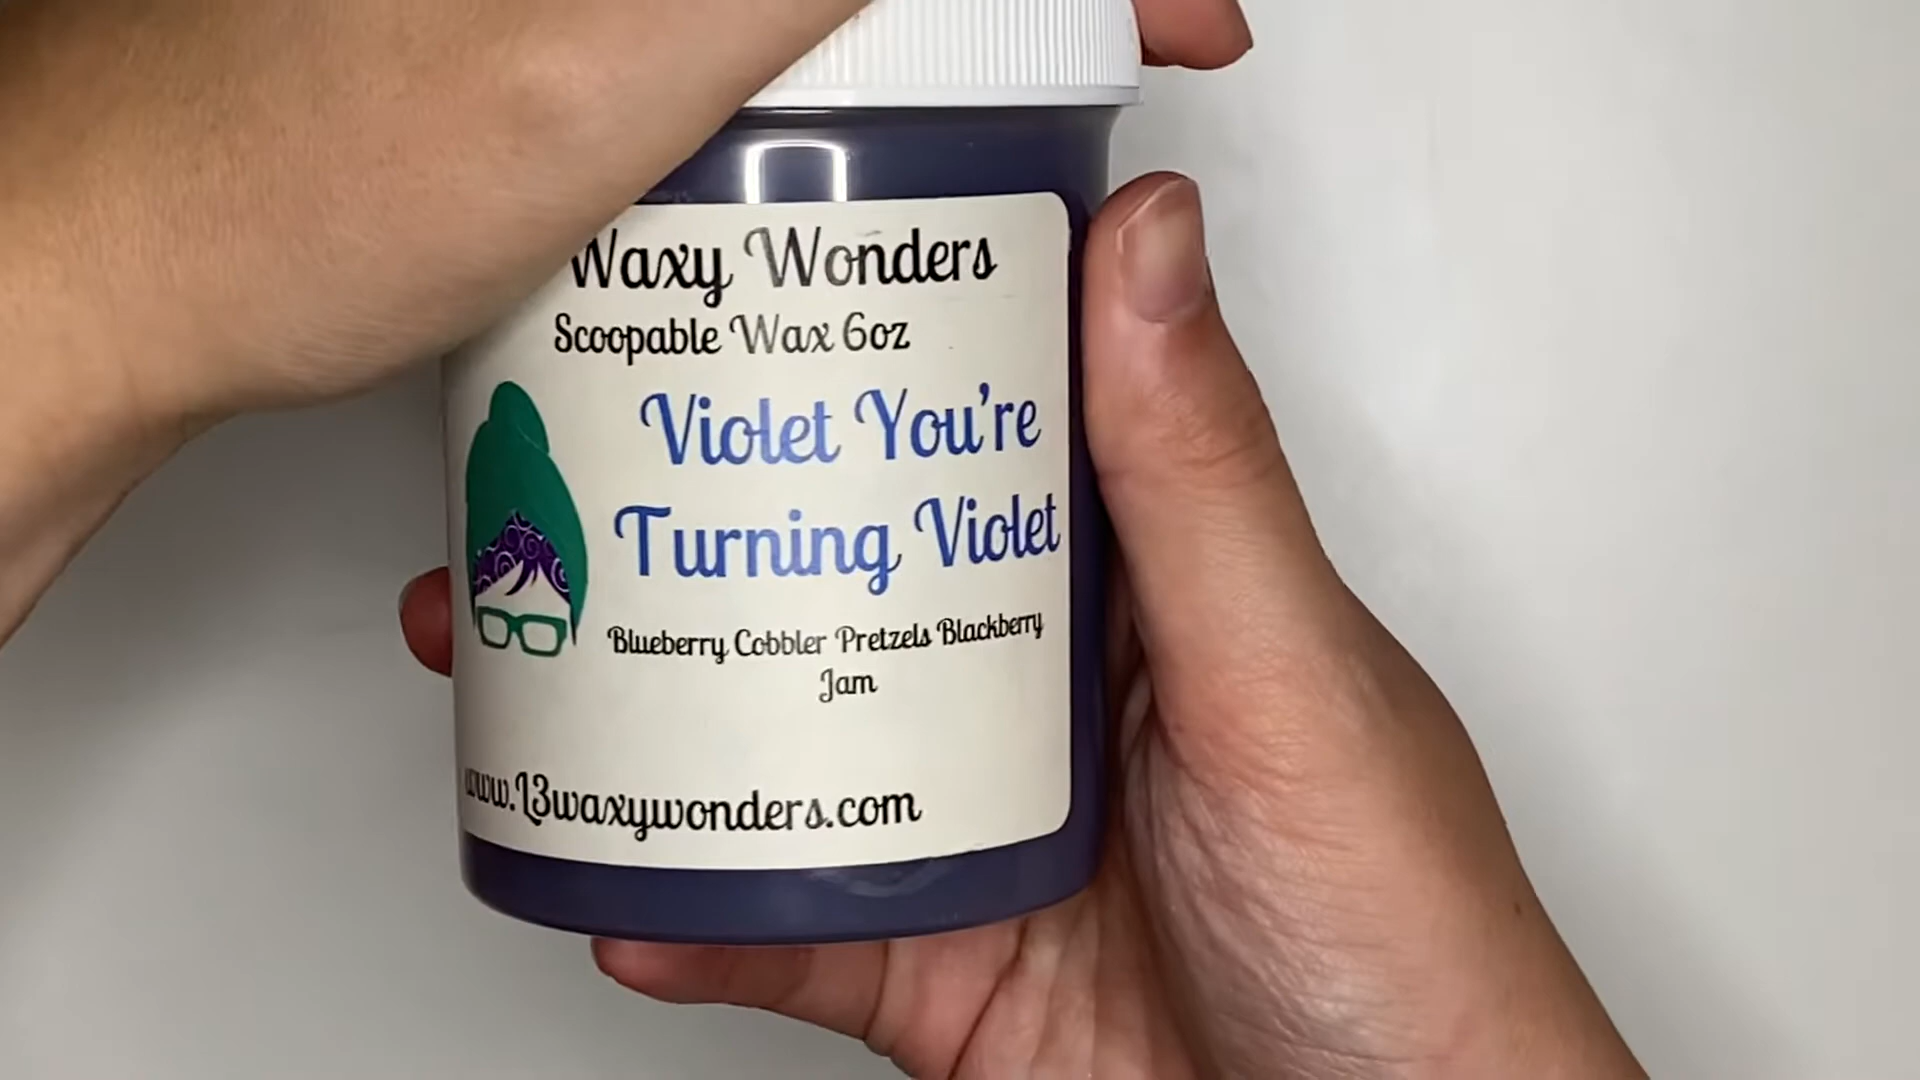 Waxy Wonders
Scoopable Wax 6oz
Violet You're
Turning Violet
Blueberry Cobbler Pretzels Blackberry
Jam
www.L3waxywonders.com